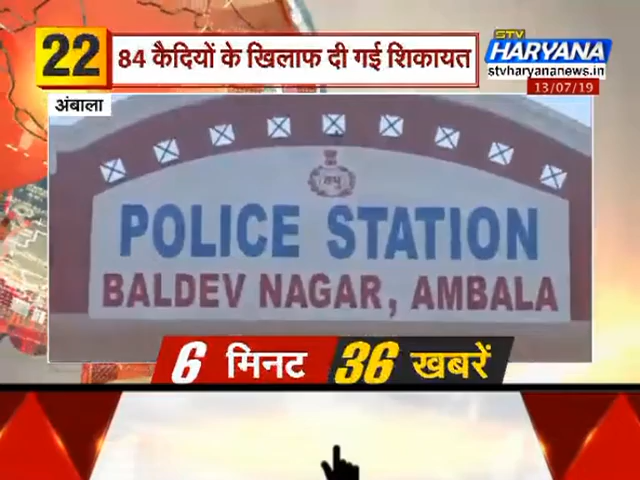 22
84 कैदियों के खिलाफ दी गई शिकायत
STV
HARYANA
stvharyananews.in
13/07/19
अंबाला
POLICE STATION
BALDEV NAGAR, AMBALA
6 मिनट 36 खबरें